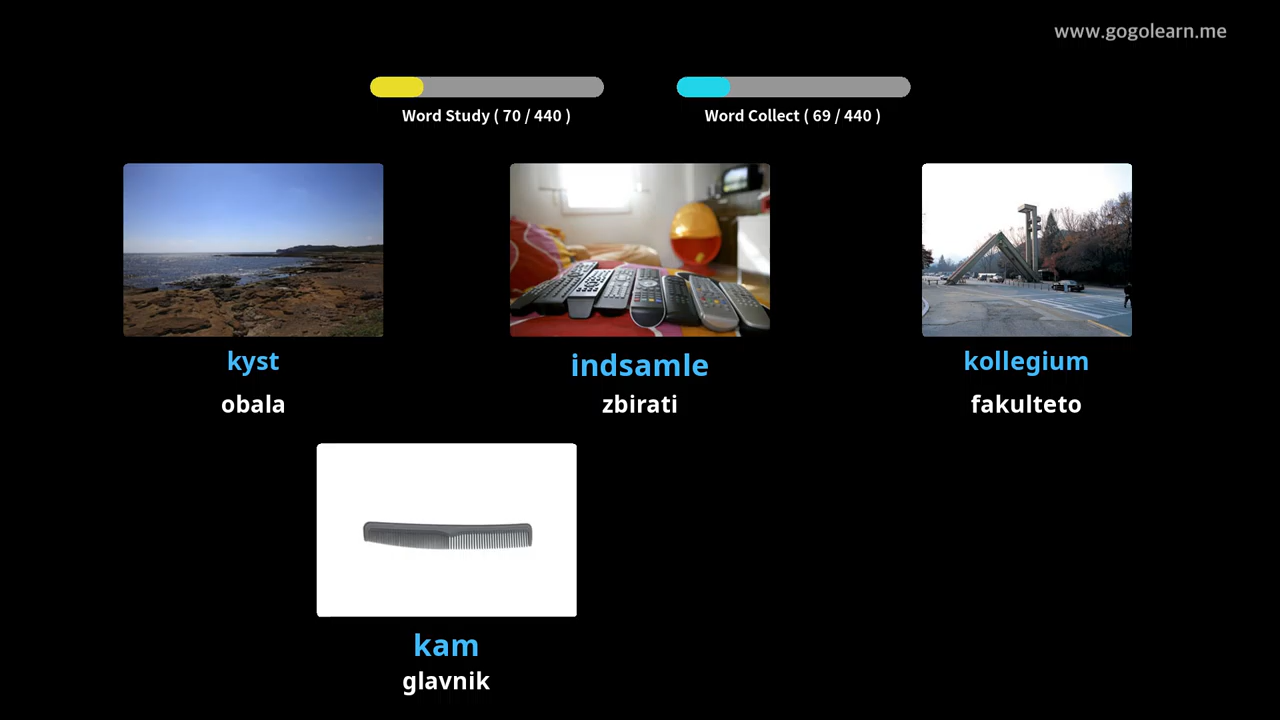 www.gogolearn.me
Word Study ( 70 / 440 )
Word Collect ( 69 / 440 )
kyst
obala
indsamle
zbirati
kollegium
fakulteto
kam
glavnik